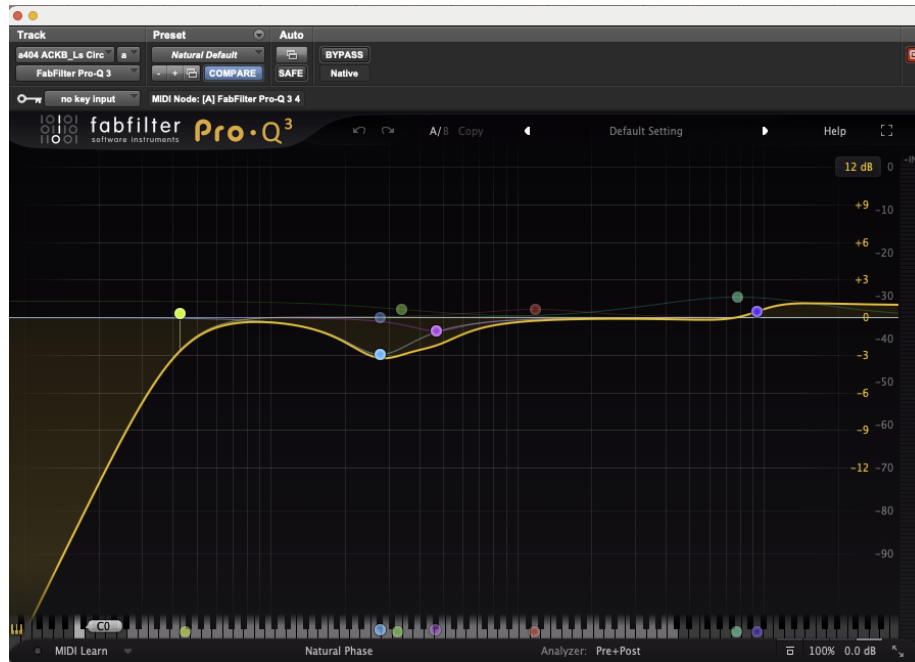 Track Preset Auto
a404 ACKB_Ls Circ a Natural Default BYPASS
FabFilter Pro-Q 3 - + COMPARE SAFE Native
no key input MIDI Node: [A] FabFilter Pro-Q 3 4
fabfilter Pro·Q3 A/B Copy Default Setting Help
software instruments
12 dB 0
+9 -10
+6 -20
+3 -30
0 -40
-3 -50
-6 -60
-9 -70
-12 -80
-90
C0
MIDI Learn Natural Phase Analyzer: Pre+Post 100% 0.0 dB